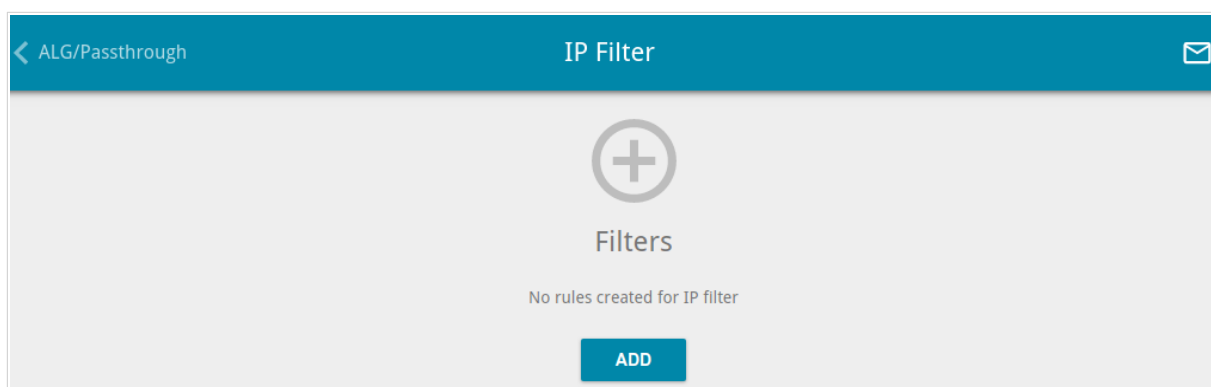 ALG/Passthrough
IP Filter
Filters
No rules created for IP filter
ADD